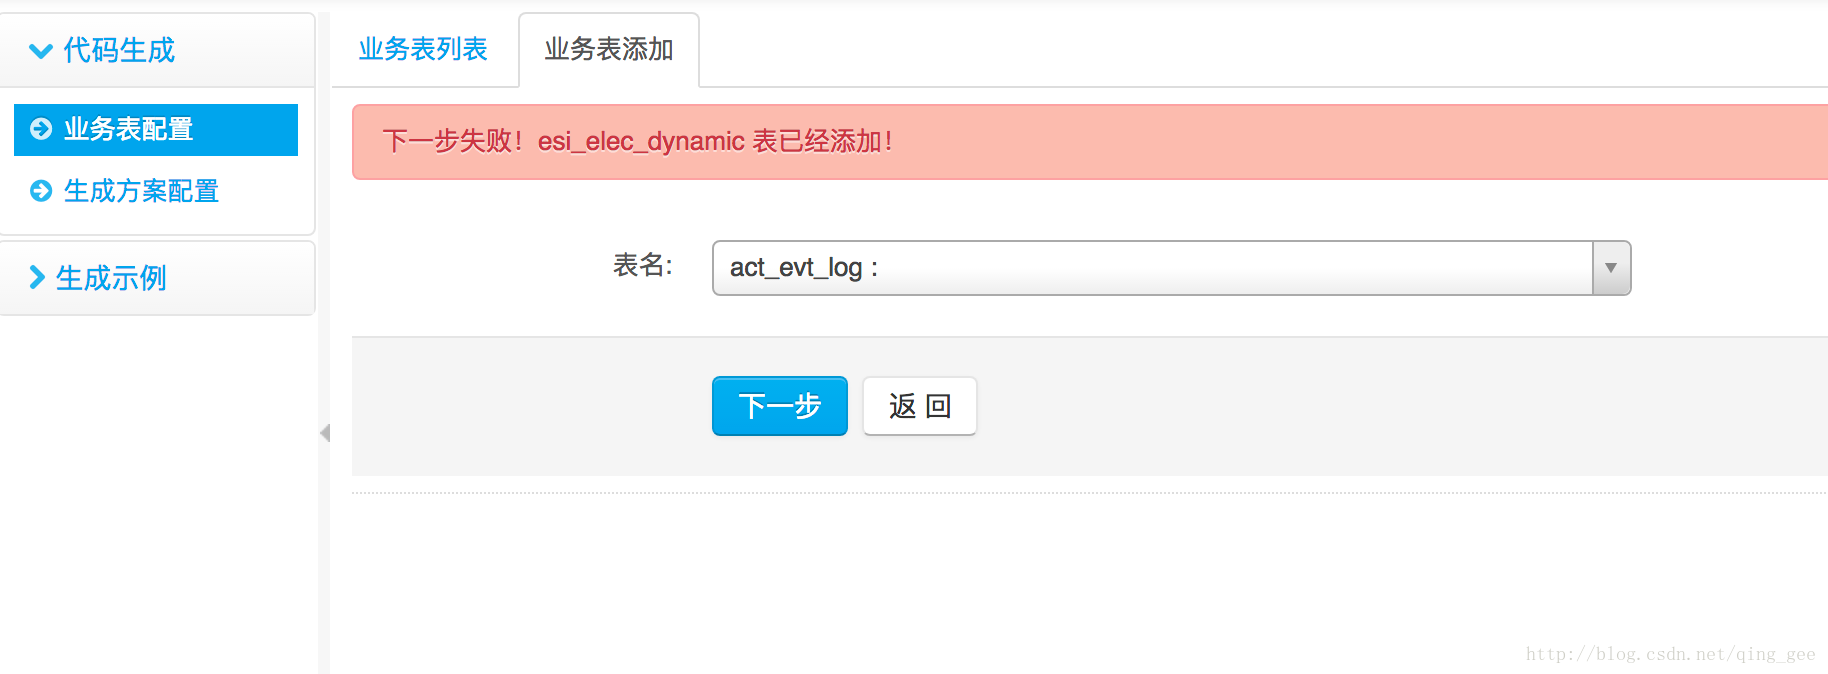 代码生成
业务表配置
生成方案配置
生成示例
业务表列表
业务表添加
下一步失败！esi_elec_dynamic 表已经添加！
表名:
act_evt_log :
下一步
返 回
http://blog.csdn.net/qing_gee